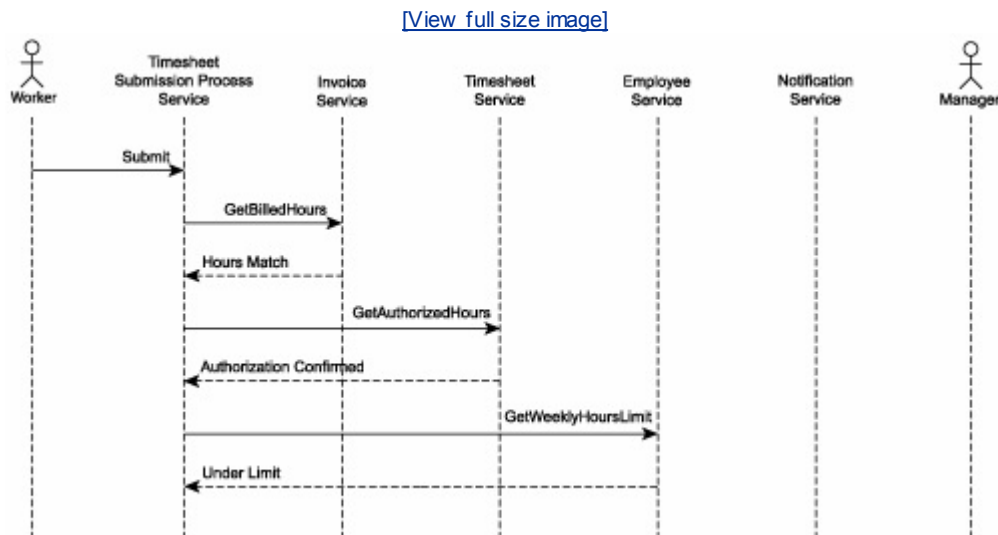 [View full size image]
Worker
Timesheet
Submission Process
Service
Invoice
Service
Timesheet
Service
Employee
Service
Notification
Service
Manager
Submit
GetBilledHours
Hours Match
GetAuthorizedHours
Authorization Confirmed
GetWeeklyHoursLimit
Under Limit